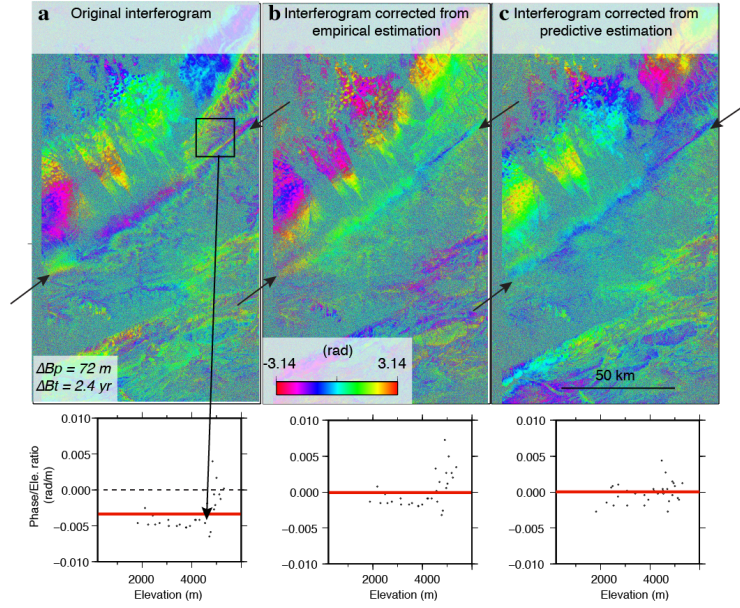 a Original interferogram
b Interferogram corrected from
empirical estimation
c Interferogram corrected from
predictive estimation
ΔBp = 72 m
ΔBt = 2.4 yr
(rad)
-3.14 3.14
50 km
Phase/Ele. ratio
(rad/m)
0.010
0.005
0.000
−0.005
−0.010
2000 4000
Elevation (m)
0.010
0.005
0.000
−0.005
−0.010
2000 4000
Elevation (m)
0.010
0.005
0.000
−0.005
−0.010
2000 4000
Elevation (m)